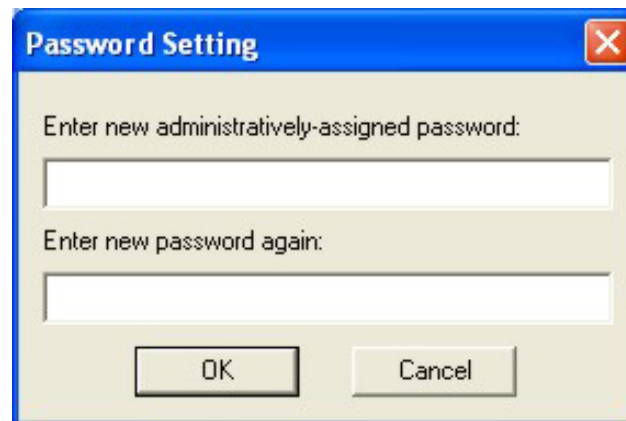 Password Setting
Enter new administratively-assigned password:
Enter new password again:
OK
Cancel